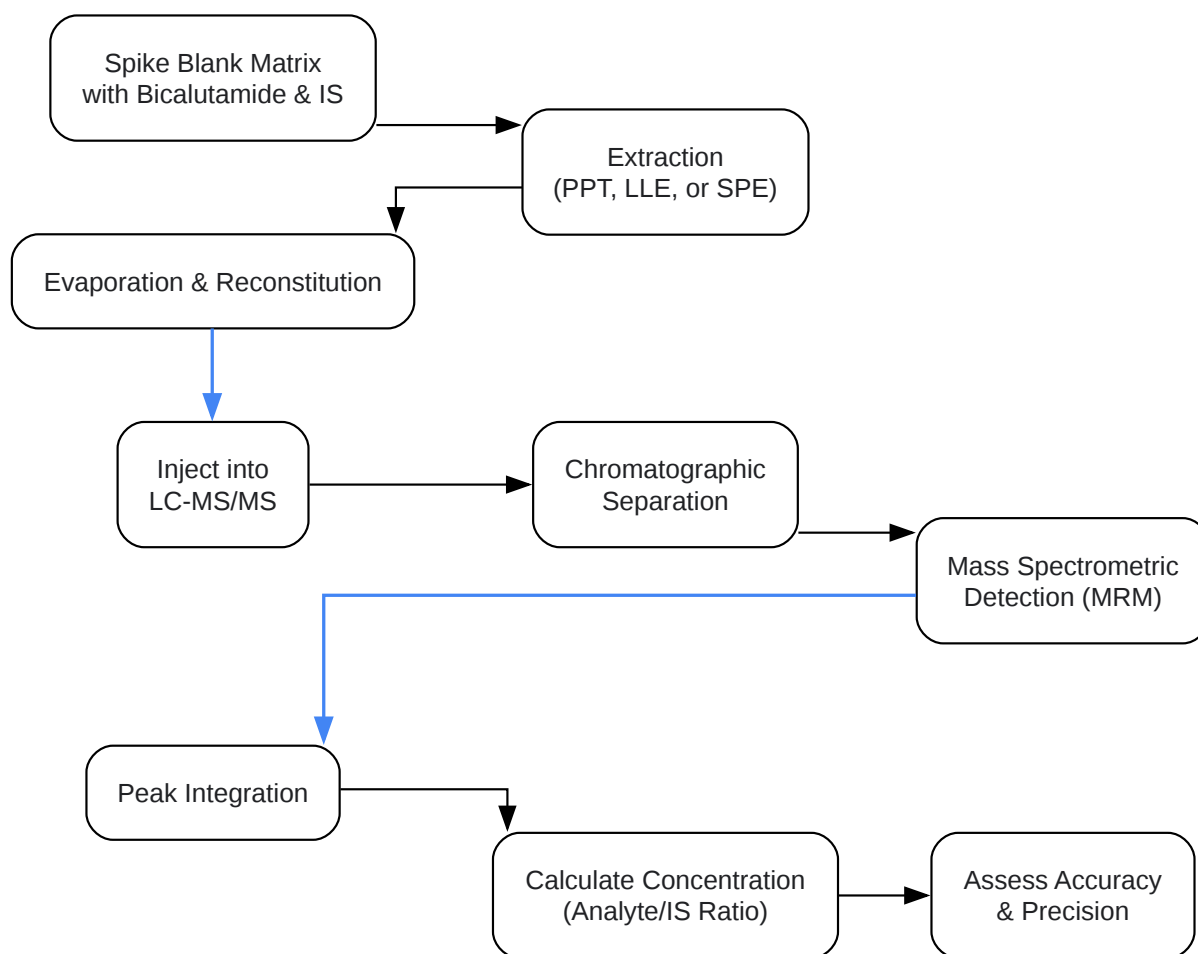 Spike Blank Matrix
with Bicalutamide & IS
Extraction
(PPT, LLE, or SPE)
Evaporation & Reconstitution
Inject into
LC-MS/MS
Chromatographic
Separation
Mass Spectrometric
Detection (MRM)
Peak Integration
Calculate Concentration
(Analyte/IS Ratio)
Assess Accuracy
& Precision